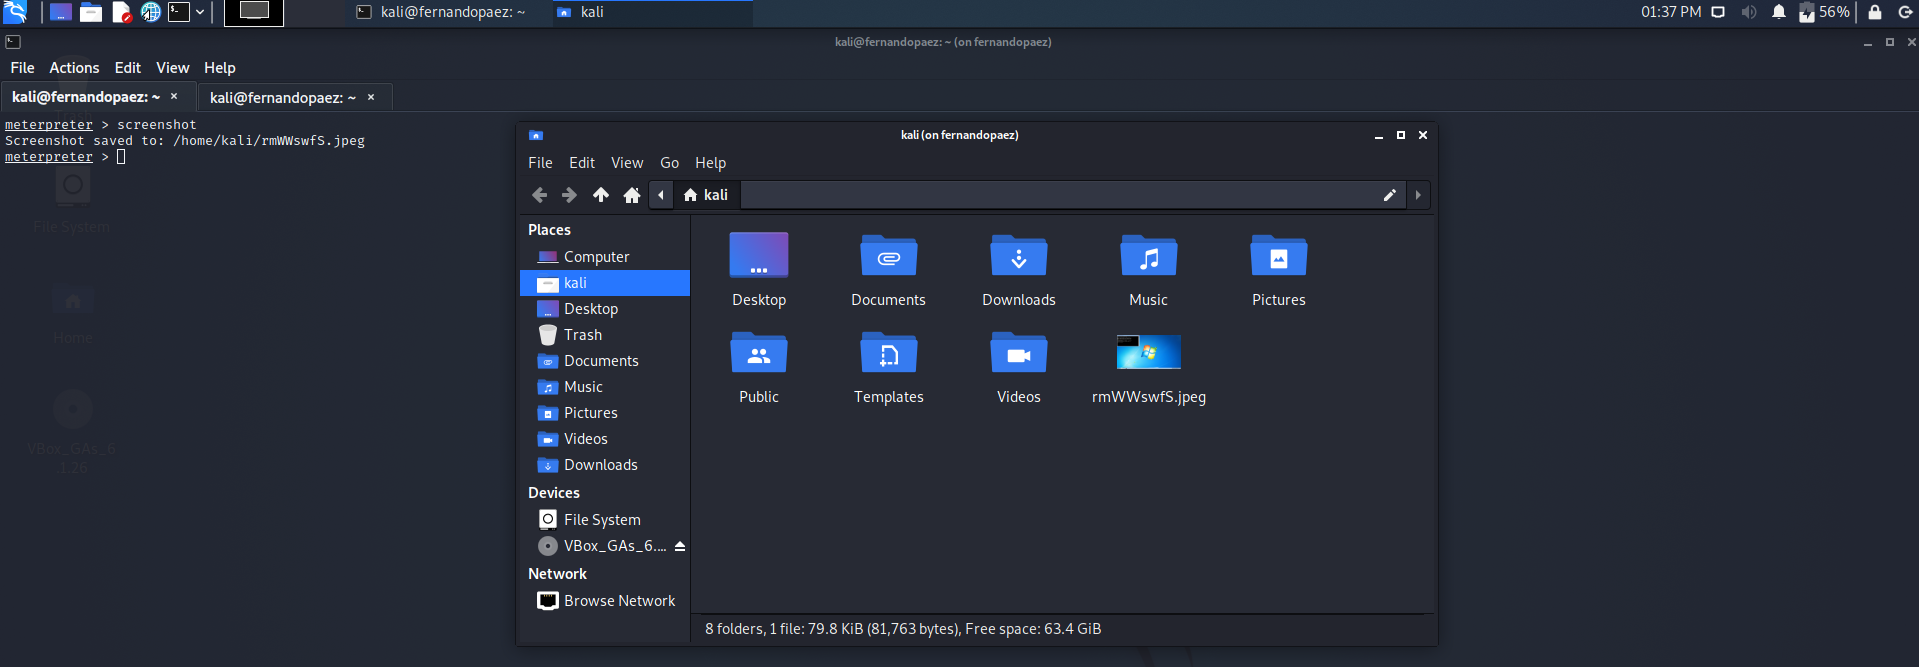 kali@fernandopaez: ~
kali
01:37 PM
56%
kali@fernandopaez: ~ (on fernandopaez)
File Actions Edit View Help
kali@fernandopaez: ~ ×
kali@fernandopaez: ~ ×
meterpreter > screenshot
Screenshot saved to: /home/kali/rmWWswfS.jpeg
meterpreter >
Trash
File System
Home
VBox_GAs_6
1.26
kali (on fernandopaez)
File Edit View Go Help
kali
Places
Computer
kali
Desktop
Trash
Documents
Music
Pictures
Videos
Downloads
Devices
File System
VBox_GAs_6....
Network
Browse Network
Desktop Documents Downloads Music Pictures
Public Templates Videos rmWWswfS.jpeg
8 folders, 1 file: 79.8 KiB (81,763 bytes), Free space: 63.4 GiB